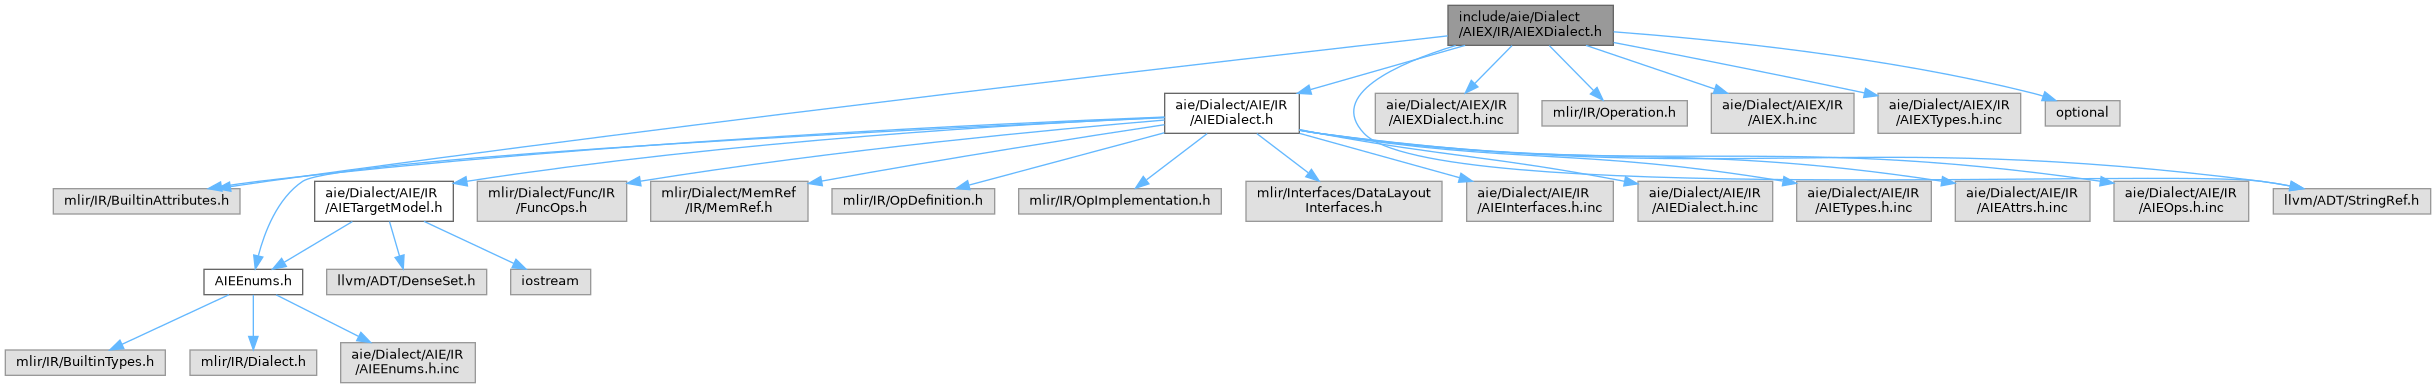 include/aie/Dialect
/AIEX/IR/AIEXDialect.h
aie/Dialect/AIE/IR
/AIEDialect.h
aie/Dialect/AIEX/IR
/AIEXDialect.h.inc
mlir/IR/Operation.h
aie/Dialect/AIEX/IR
/AIEX.h.inc
aie/Dialect/AIEX/IR
/AIEXTypes.h.inc
optional
mlir/IR/BuiltinAttributes.h
aie/Dialect/AIE/IR
/AIETargetModel.h
mlir/Dialect/Func/IR
/FuncOps.h
mlir/Dialect/MemRef
/IR/MemRef.h
mlir/IR/OpDefinition.h
mlir/IR/OpImplementation.h
mlir/Interfaces/DataLayout
Interfaces.h
aie/Dialect/AIE/IR
/AIEInterfaces.h.inc
aie/Dialect/AIE/IR
/AIEDialect.h.inc
aie/Dialect/AIE/IR
/AIETypes.h.inc
aie/Dialect/AIE/IR
/AIEAttrs.h.inc
aie/Dialect/AIE/IR
/AIEOps.h.inc
llvm/ADT/StringRef.h
AIEEnums.h
llvm/ADT/DenseSet.h
iostream
mlir/IR/BuiltinTypes.h
mlir/IR/Dialect.h
aie/Dialect/AIE/IR
/AIEEnums.h.inc